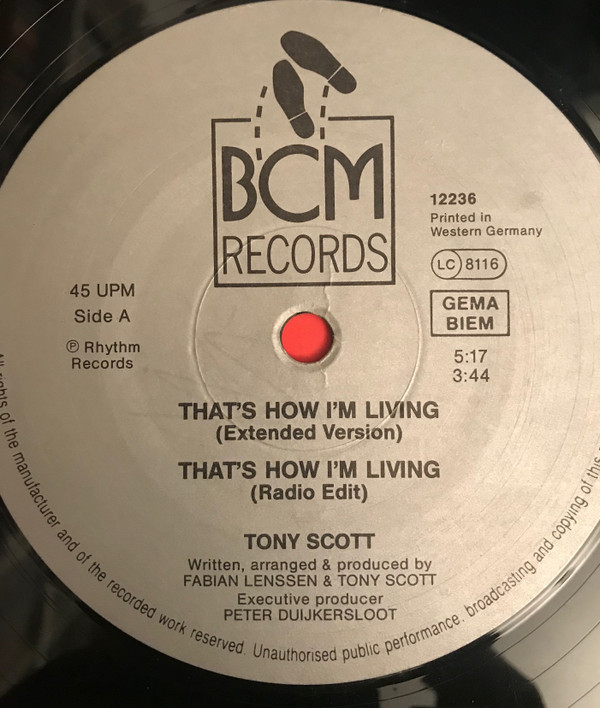 BCM
RECORDS
12236
Printed in
Western Germany
LC 8116
GEMA
BIEM
45 UPM
Side A
℗ Rhythm
Records
5:17
3:44
THAT'S HOW I'M LIVING
(Extended Version)
THAT'S HOW I'M LIVING
(Radio Edit)
TONY SCOTT
Written, arranged & produced by
FABIAN LENSSEN & TONY SCOTT
Executive producer
PETER DUIJKERSLOOT
All rights of the manufacturer and of the recorded work reserved. Unauthorised public performance, broadcasting and copying of this